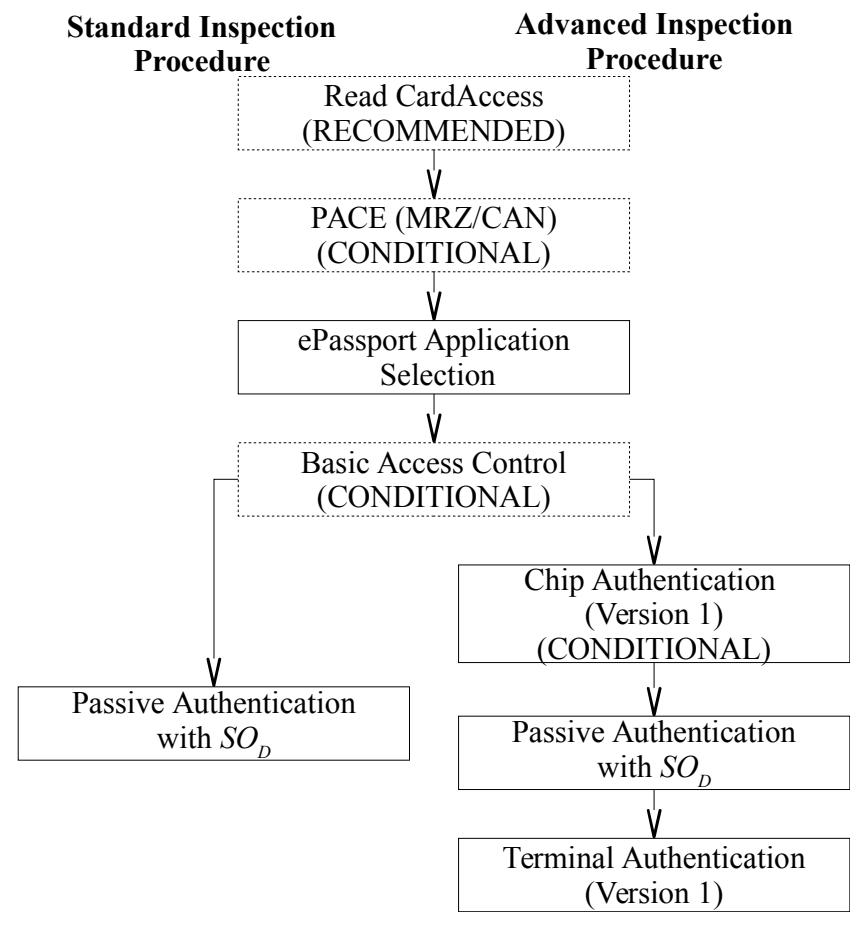 Standard Inspection
Procedure
Advanced Inspection
Procedure
Read CardAccess
(RECOMMENDED)
PACE (MRZ/CAN)
(CONDITIONAL)
ePassport Application
Selection
Basic Access Control
(CONDITIONAL)
Chip Authentication
(Version 1)
(CONDITIONAL)
Passive Authentication
with SO_D
Passive Authentication
with SO_D
Terminal Authentication
(Version 1)